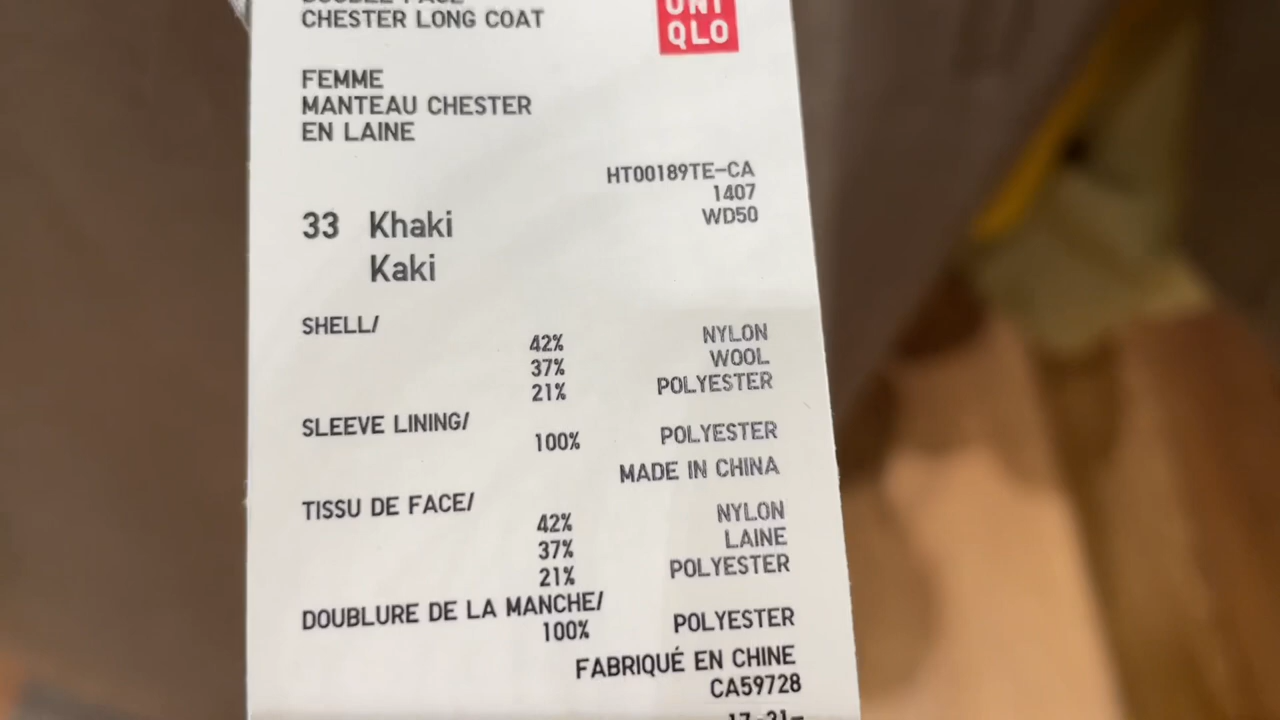 DOUBLE FACE
CHESTER LONG COAT
UNI
QLO
FEMME
MANTEAU CHESTER
EN LAINE
HT00189TE-CA
1407
WD50
33 Khaki
Kaki
SHELL/
42% NYLON
37% WOOL
21% POLYESTER
SLEEVE LINING/
100% POLYESTER
MADE IN CHINA
TISSU DE FACE/
42% NYLON
37% LAINE
21% POLYESTER
DOUBLURE DE LA MANCHE/
100% POLYESTER
FABRIQUÉ EN CHINE
CA59728